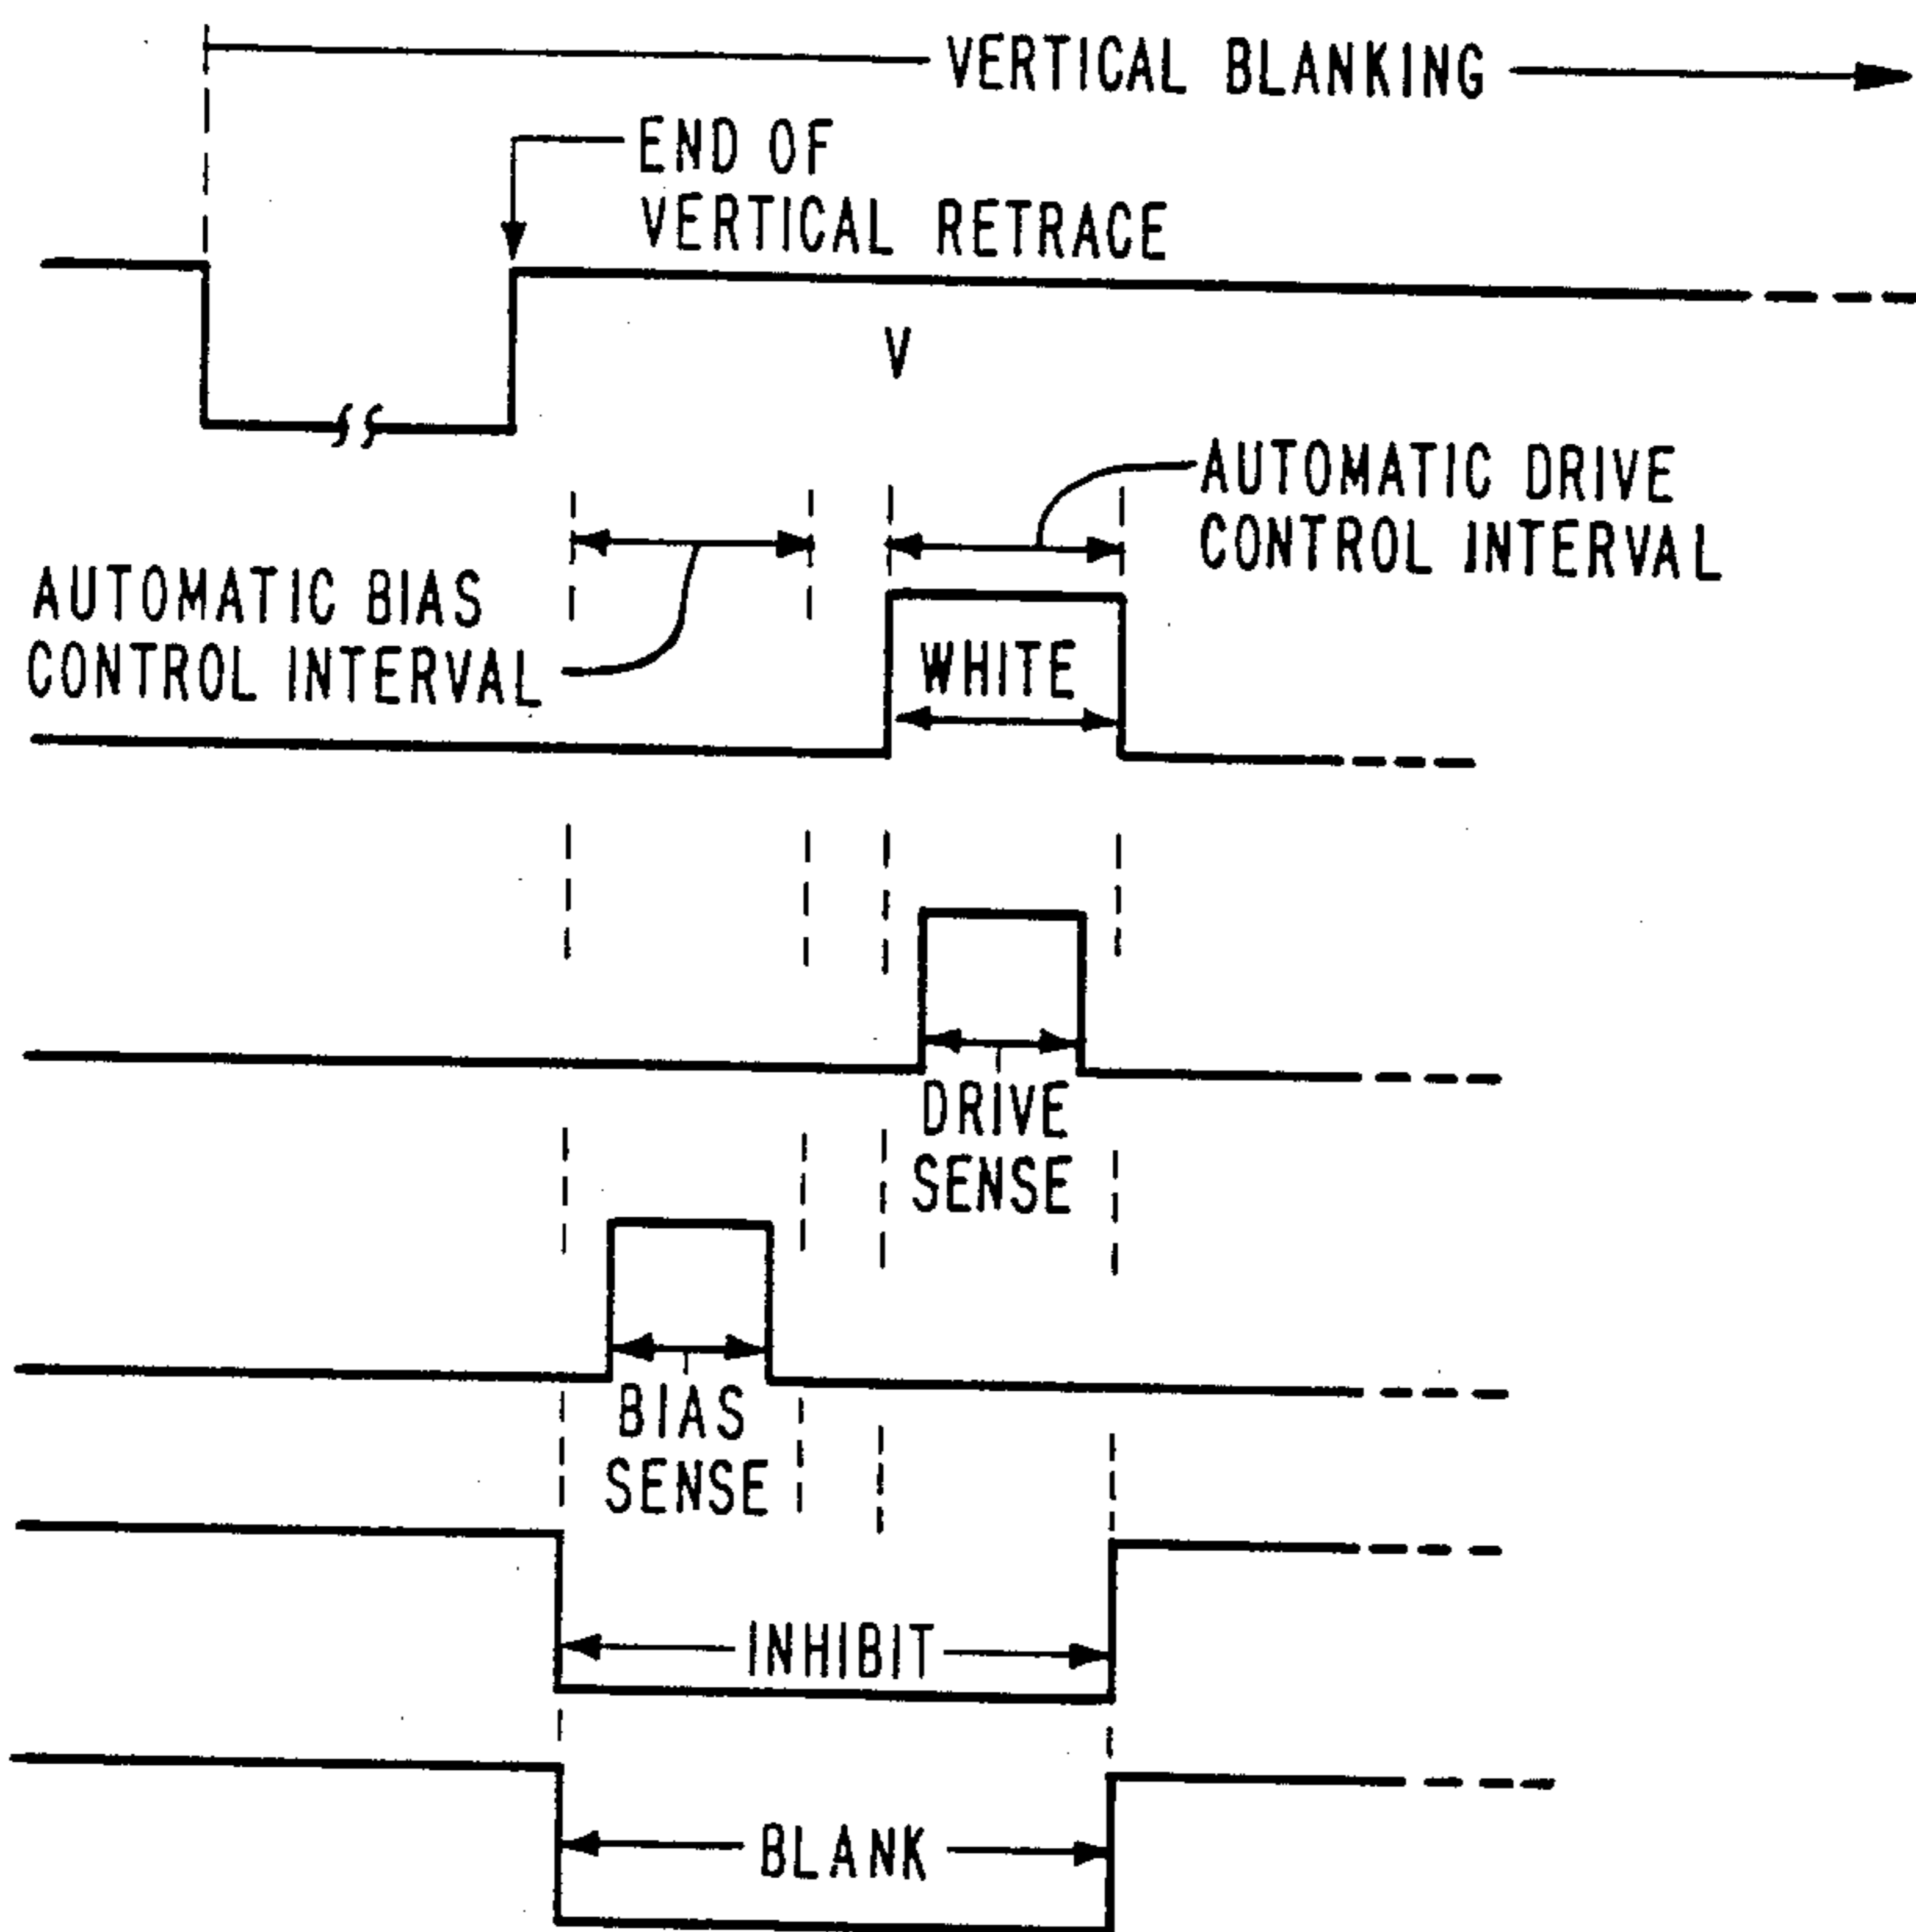 VERTICAL BLANKING
END OF
VERTICAL RETRACE
V
AUTOMATIC DRIVE
CONTROL INTERVAL
AUTOMATIC BIAS
CONTROL INTERVAL
WHITE
DRIVE
SENSE
BIAS
SENSE
INHIBIT
BLANK